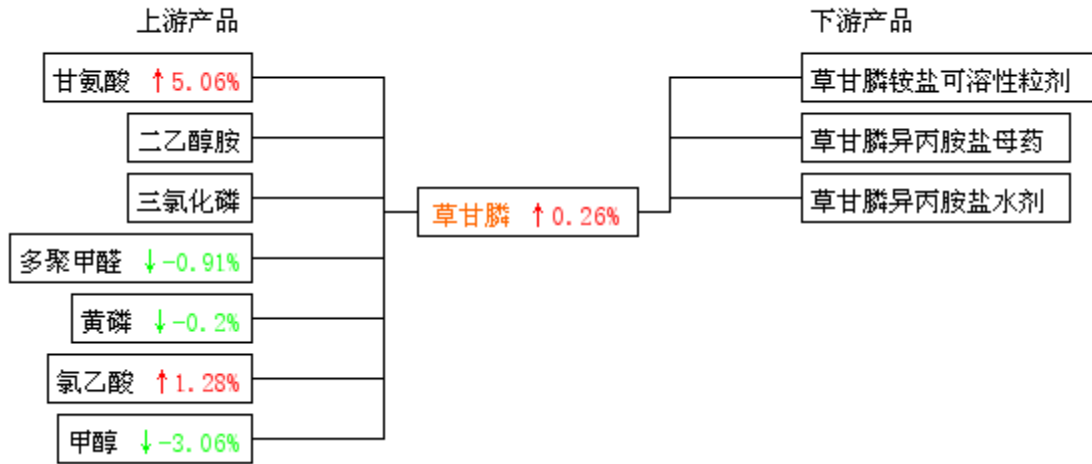 上游产品
下游产品
甘氨酸 ↑5.06%
二乙醇胺
三氯化磷
多聚甲醛 ↓-0.91%
黄磷 ↓-0.2%
氯乙酸 ↑1.28%
甲醇 ↓-3.06%
草甘膦 ↑0.26%
草甘膦铵盐可溶性粒剂
草甘膦异丙胺盐母药
草甘膦异丙胺盐水剂